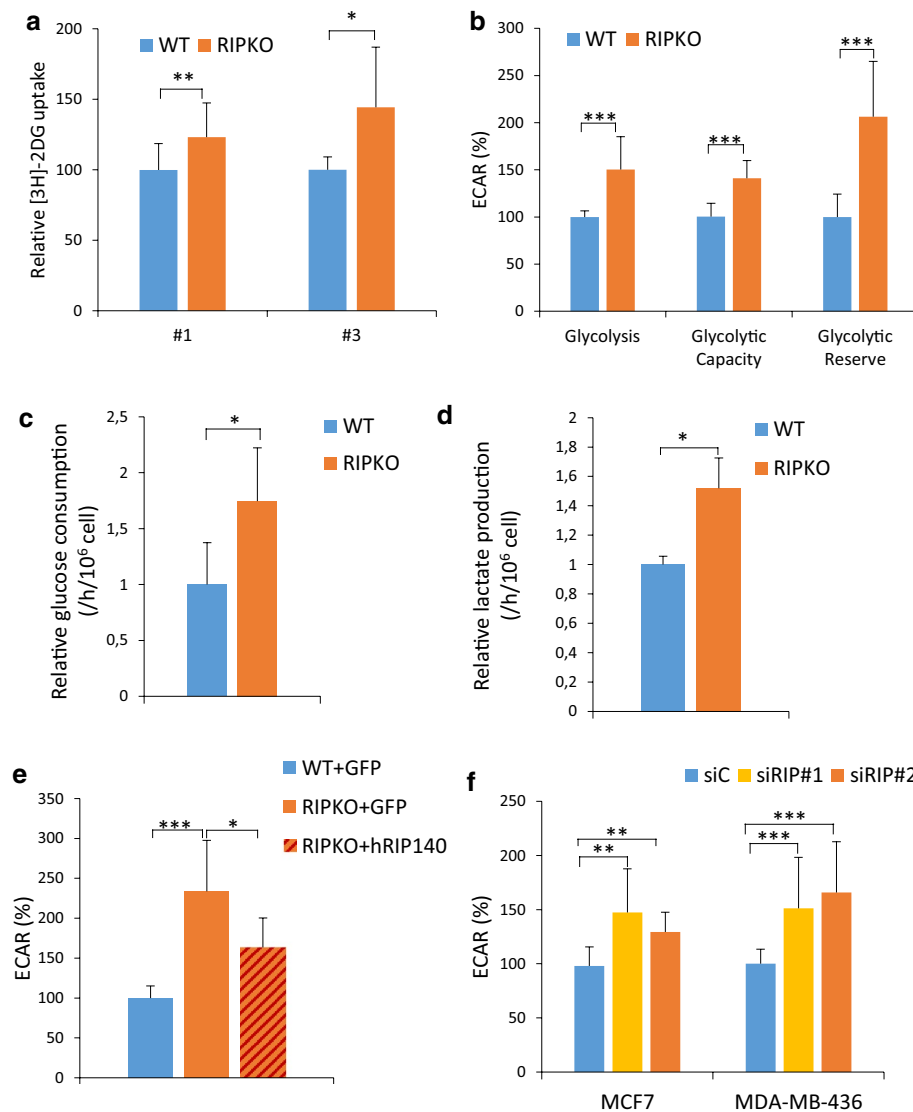 a
WT RIPKO
Relative [3H]-2DG uptake
200
150
100
50
0
**
*
#1 #3
b
WT RIPKO
ECAR (%)
300
250
200
150
100
50
0
***
***
***
Glycolysis Glycolytic Capacity Glycolytic Reserve
c
WT
RIPKO
Relative glucose consumption
(/h/10⁶ cell)
2,5
2
1,5
1
0,5
0
*
d
WT
RIPKO
Relative lactate production
(/h/10⁶ cell)
2
1,8
1,6
1,4
1,2
1
0,8
0,6
0,4
0,2
0
*
e
WT+GFP
RIPKO+GFP
RIPKO+hRIP140
ECAR (%)
350
300
250
200
150
100
50
0
***
*
f
siC siRIP#1 siRIP#2
ECAR (%)
250
200
150
100
50
0
**
**
***
***
MCF7 MDA-MB-436